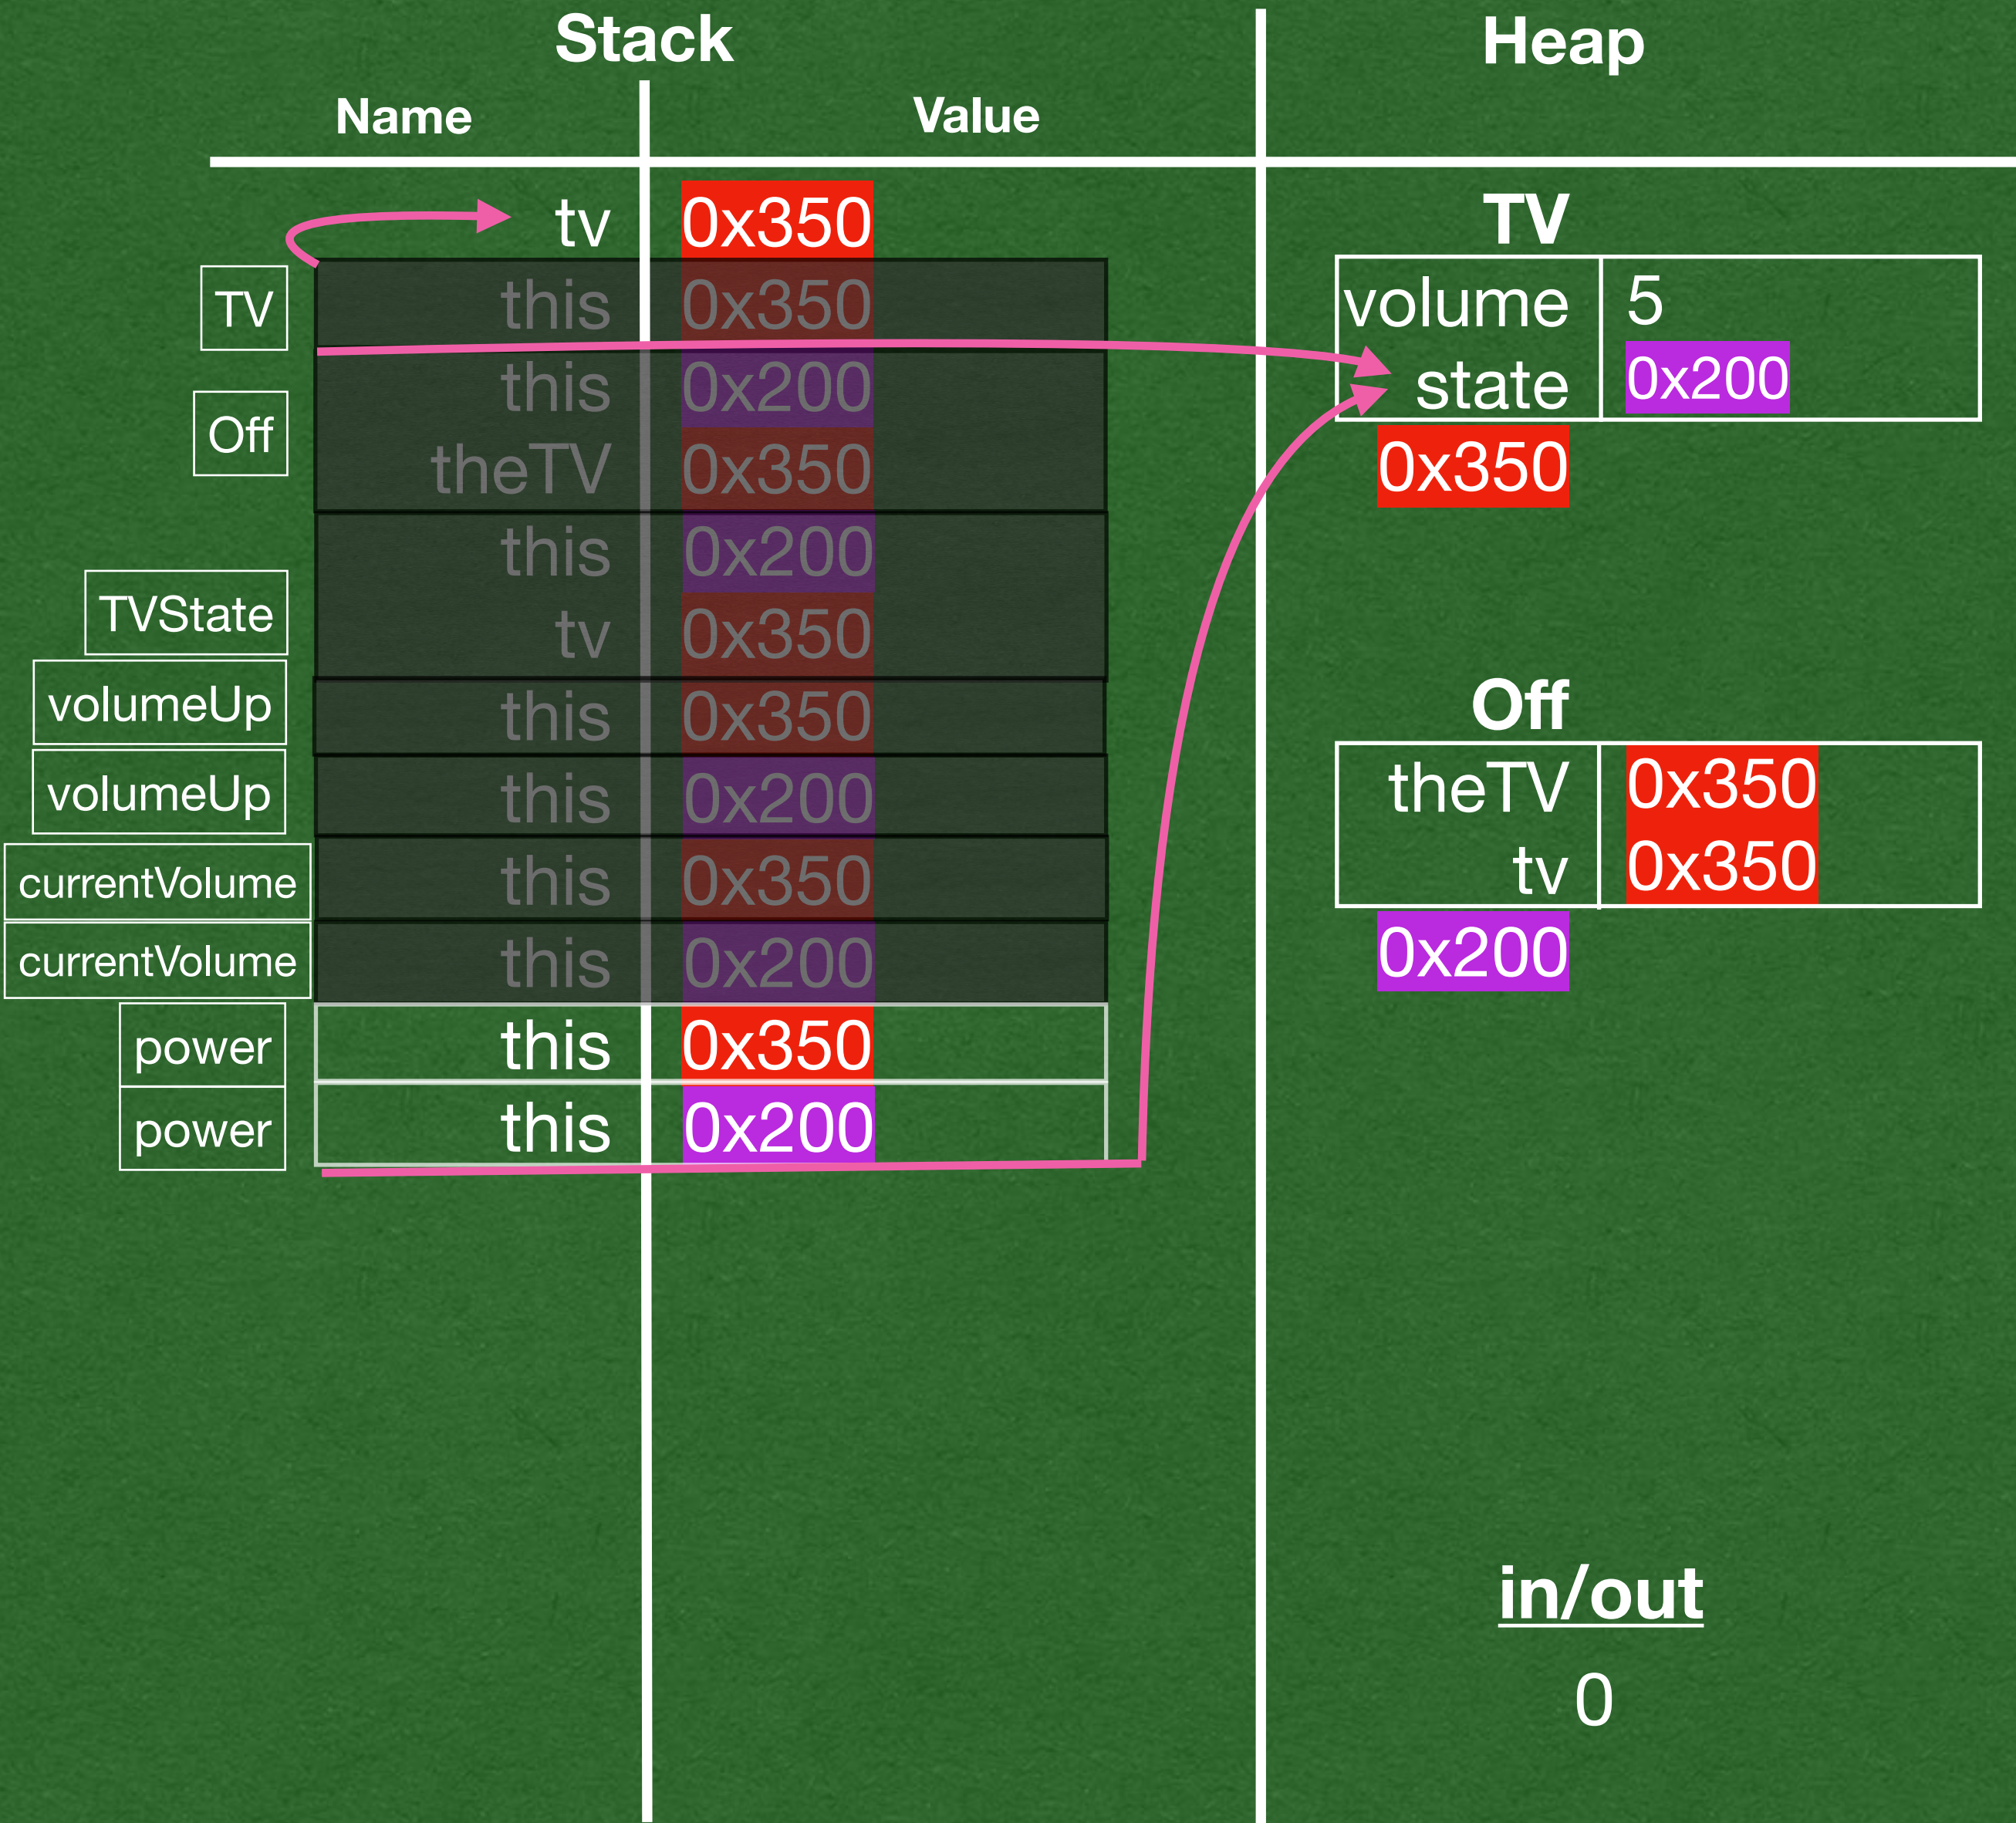 Stack
Heap
Name Value
tv 0x350
TV this 0x350
this 0x200
Off
theTV 0x350
this 0x200
TVState
tv 0x350
volumeUp this 0x350
volumeUp this 0x200
currentVolume this 0x350
currentVolume this 0x200
power this 0x350
power this 0x200
TV
volume 5
state 0x200
0x350
Off
theTV 0x350
tv 0x350
0x200
in/out
0